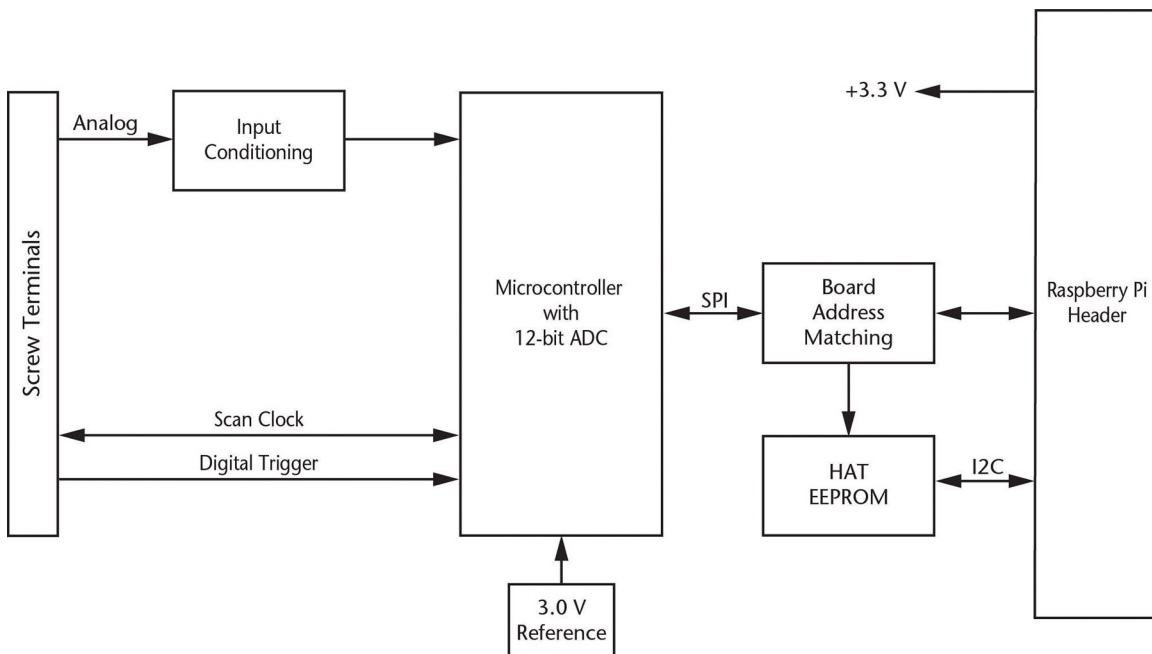 Screw Terminals
Analog
Input
Conditioning
Scan Clock
Digital Trigger
Microcontroller
with
12-bit ADC
3.0 V
Reference
SPI
Board
Address
Matching
HAT
EEPROM
I2C
+3.3 V
Raspberry Pi
Header